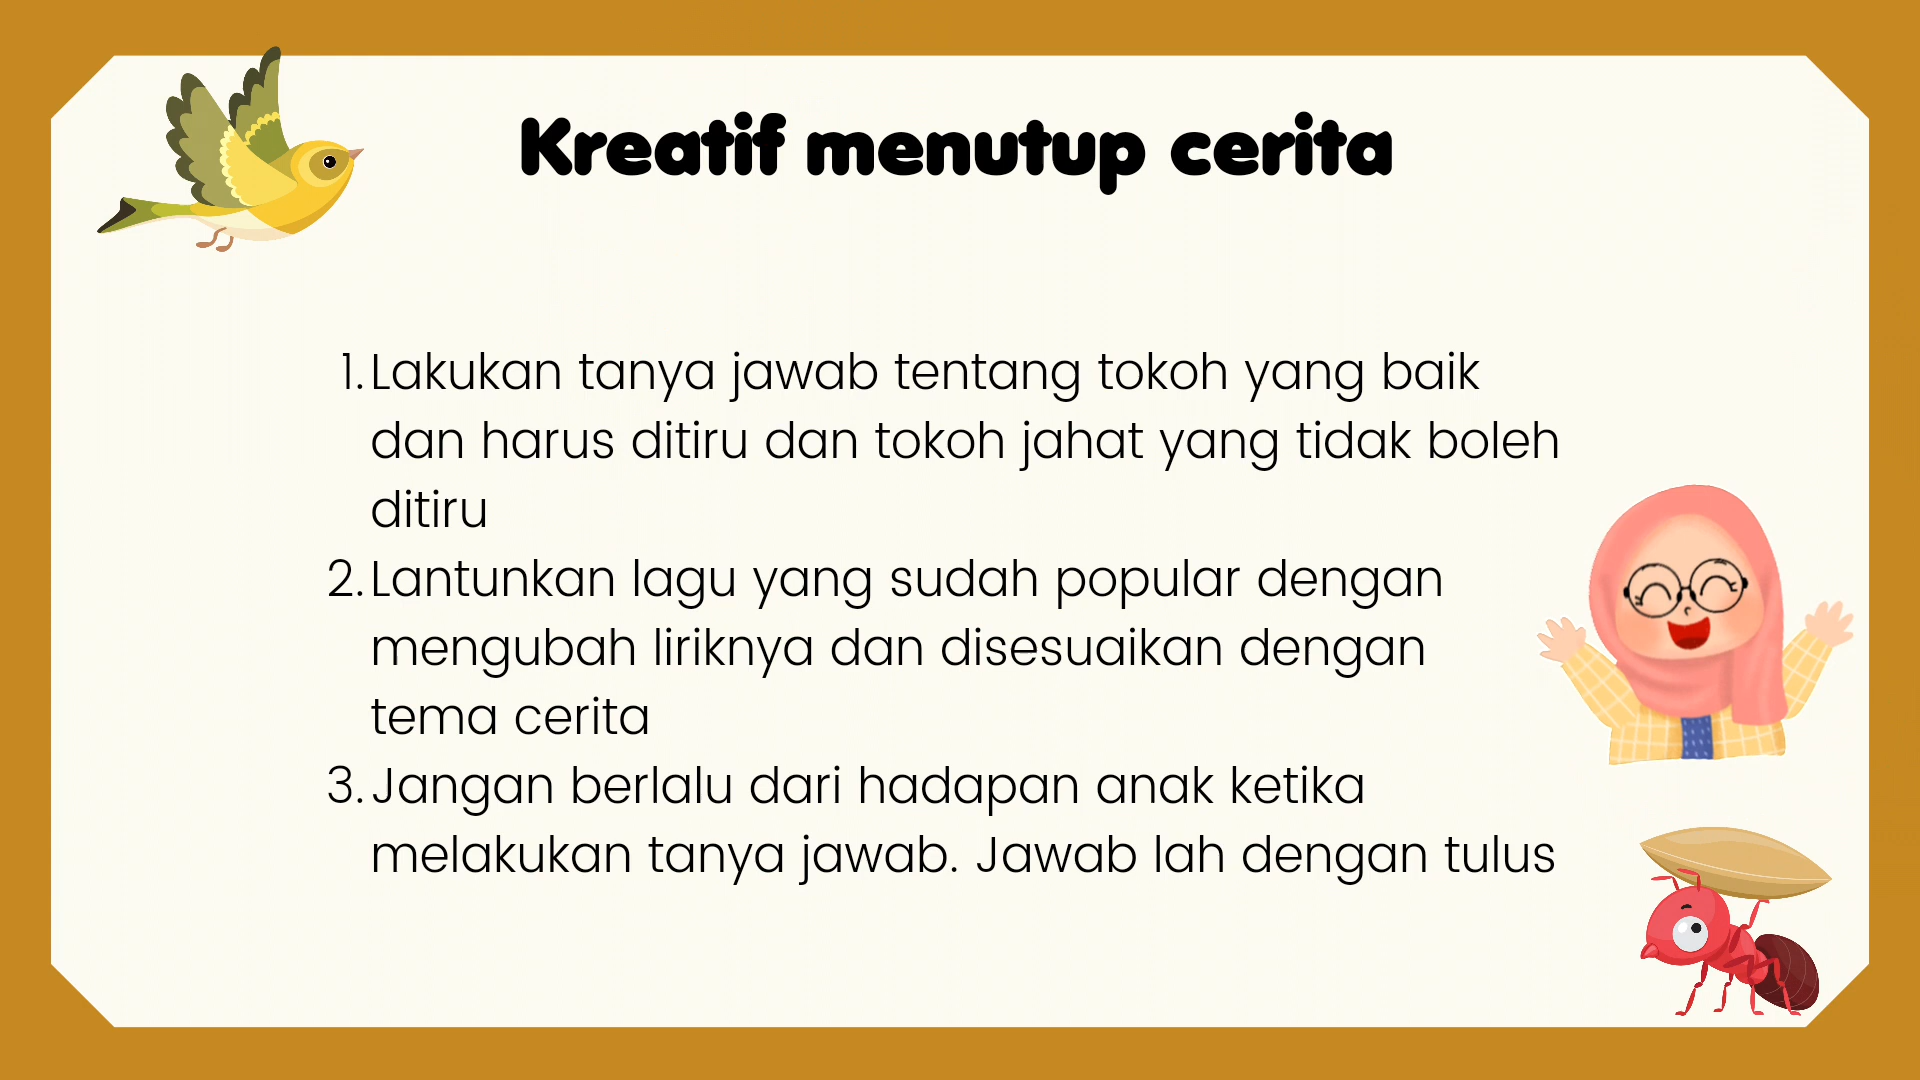 Kreatif menutup cerita
1. Lakukan tanya jawab tentang tokoh yang baik
dan harus ditiru dan tokoh jahat yang tidak boleh
ditiru
2. Lantunkan lagu yang sudah popular dengan
mengubah liriknya dan disesuaikan dengan
tema cerita
3. Jangan berlalu dari hadapan anak ketika
melakukan tanya jawab. Jawab lah dengan tulus